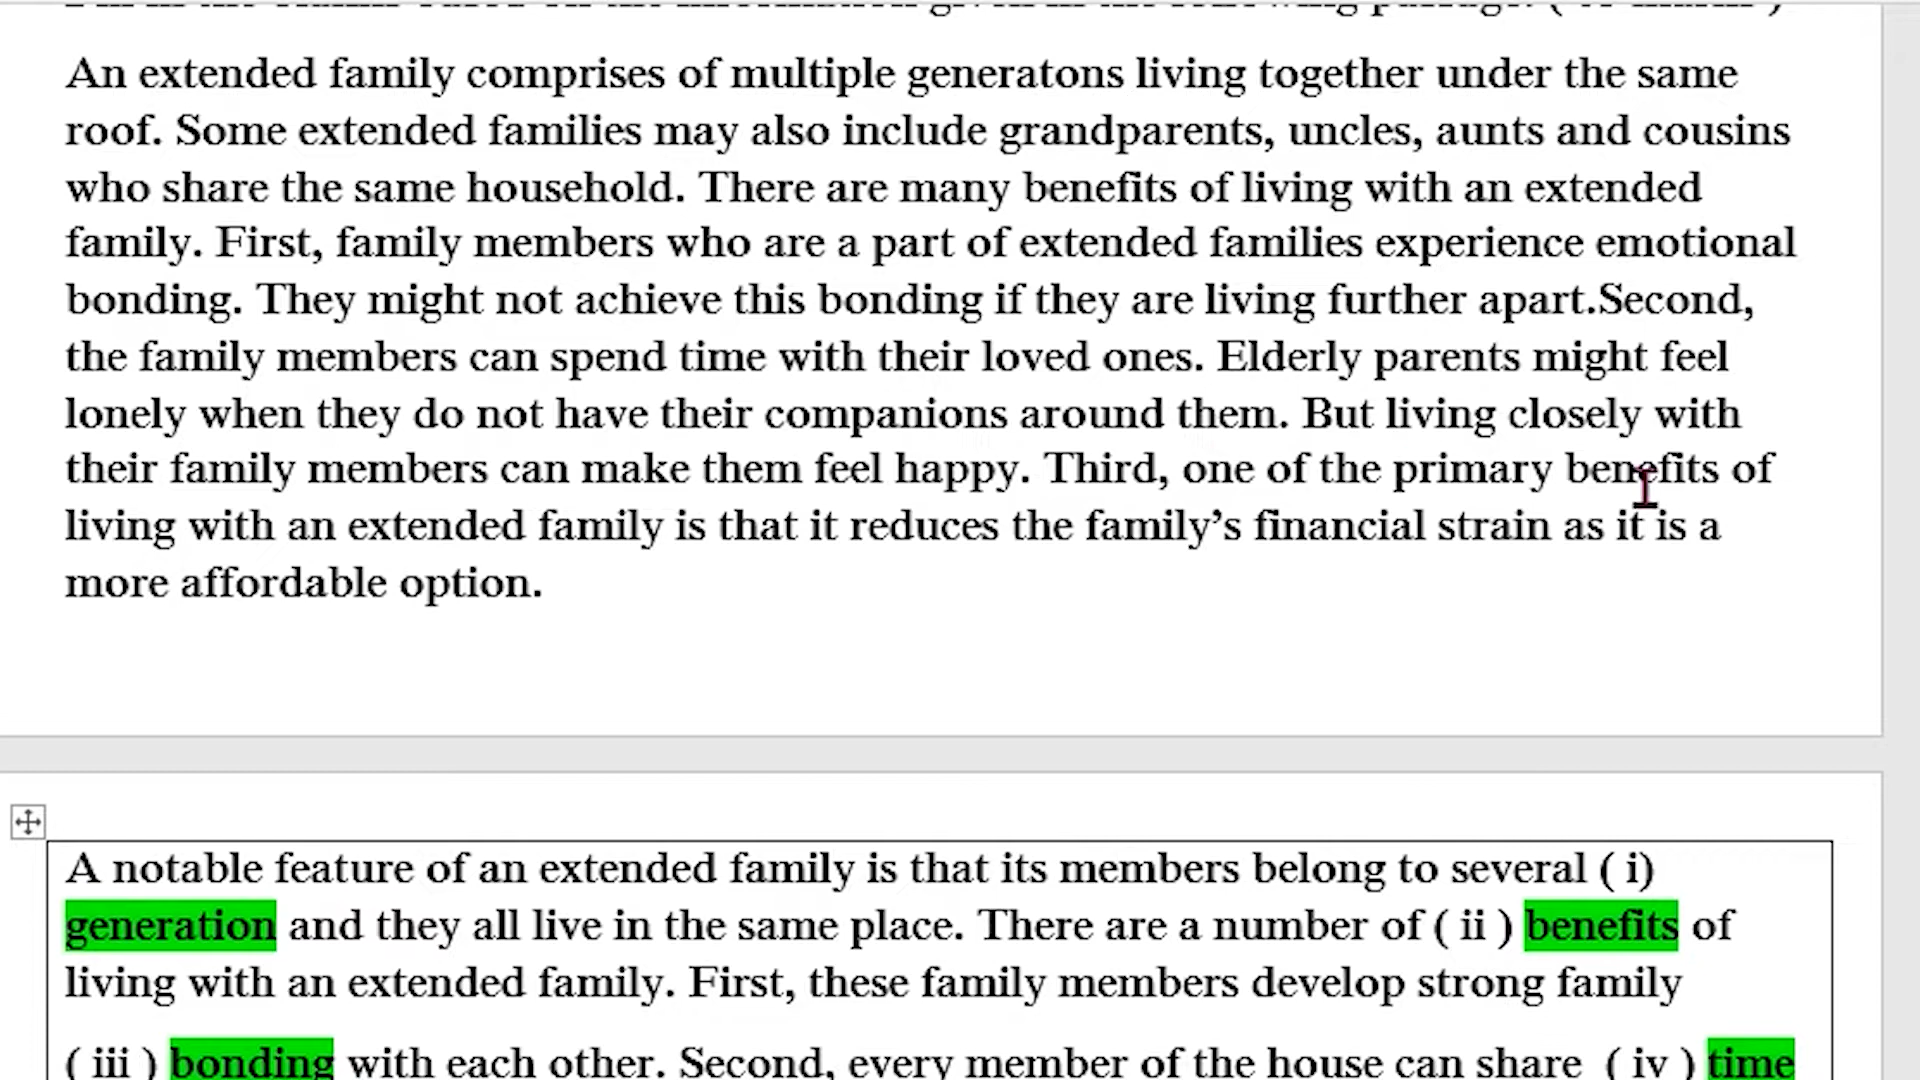 An extended family comprises of multiple generatons living together under the same
roof. Some extended families may also include grandparents, uncles, aunts and cousins
who share the same household. There are many benefits of living with an extended
family. First, family members who are a part of extended families experience emotional
bonding. They might not achieve this bonding if they are living further apart.Second,
the family members can spend time with their loved ones. Elderly parents might feel
lonely when they do not have their companions around them. But living closely with
their family members can make them feel happy. Third, one of the primary benefits of
living with an extended family is that it reduces the family’s financial strain as it is a
more affordable option.
A notable feature of an extended family is that its members belong to several ( i)
generation and they all live in the same place. There are a number of ( ii ) benefits of
living with an extended family. First, these family members develop strong family
( iii ) bonding with each other. Second, every member of the house can share ( iv ) time